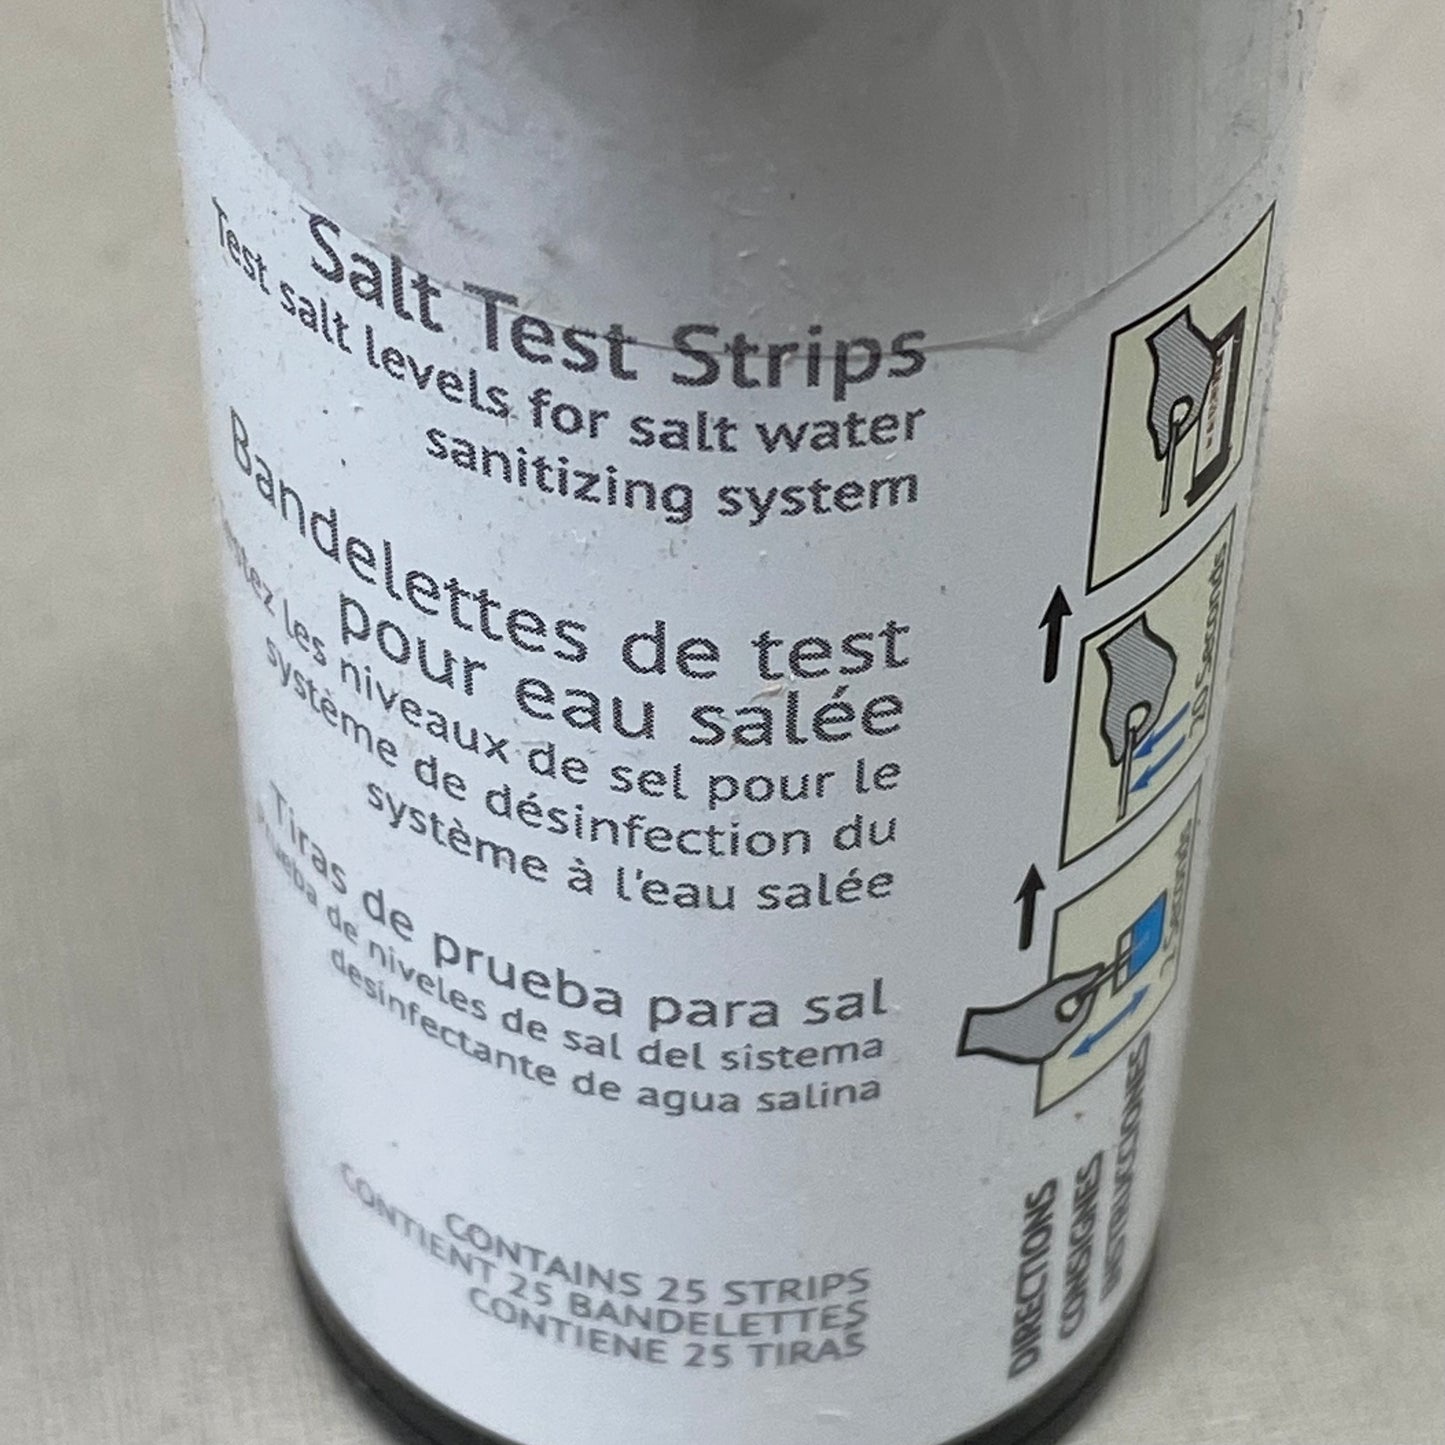 Salt Test Strips
Test salt levels for salt water
sanitizing system
Bandelettes de test
pour eau salée
les niveaux de sel pour le
système de désinfection du
système à l'eau salée
Tiras de prueba para sal
de niveles de sal del sistema
desinfectante de agua salina
CONTAINS 25 STRIPS
CONTIENT 25 BANDELETTES
CONTIENE 25 TIRAS
20 Seconds
Seconds
DIRECTIONS
CONSIGNES
INSTRUCCIONES